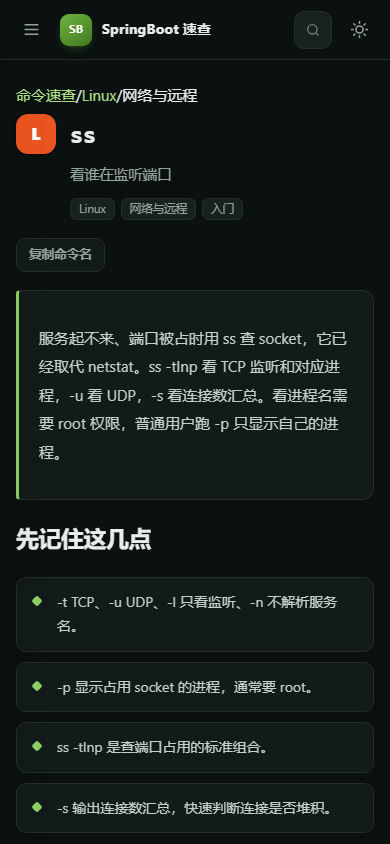 SB SpringBoot 速查
命令速查/Linux/网络与远程
L ss
看谁在监听端口
Linux 网络与远程 入门
复制命令名
服务起不来、端口被占时用 ss 查 socket，它已
经取代 netstat。ss -tlnp 看 TCP 监听和对应进
程，-u 看 UDP，-s 看连接数汇总。看进程名需
要 root 权限，普通用户跑 -p 只显示自己的进
程。
先记住这几点
-t TCP、-u UDP、-l 只看监听、-n 不解析服务
名。
-p 显示占用 socket 的进程，通常要 root。
ss -tlnp 是查端口占用的标准组合。
-s 输出连接数汇总，快速判断连接是否堆积。